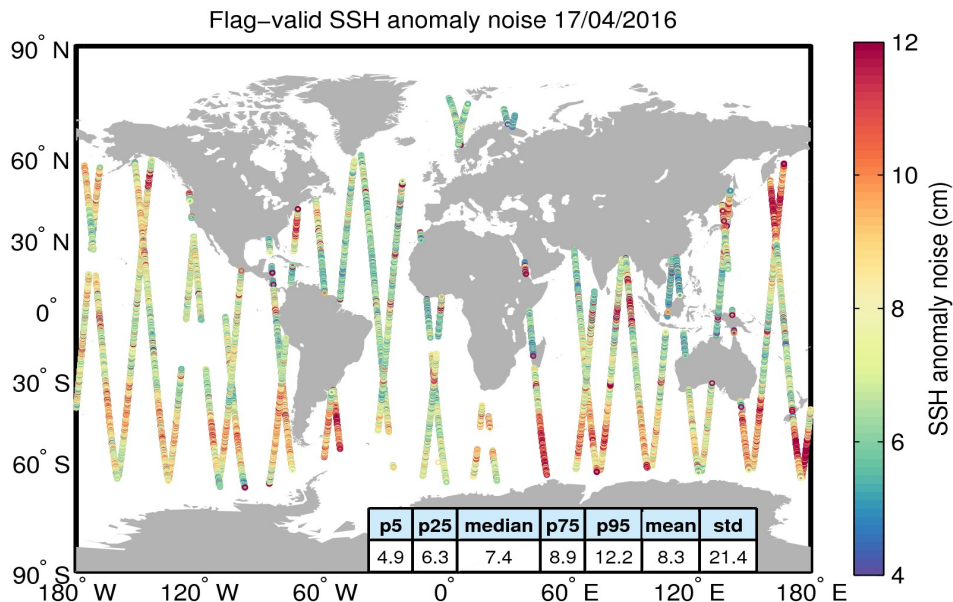 Flag−valid SSH anomaly noise 17/04/2016
90° N
60° N
30° N
0°
30° S
60° S
90° S
180° W
120° W
60° W
0°
60° E
120° E
180° E
p5 p25 median p75 p95 mean std
4.9 6.3 7.4 8.9 12.2 8.3 21.4
12
10
8
6
4
SSH anomaly noise (cm)